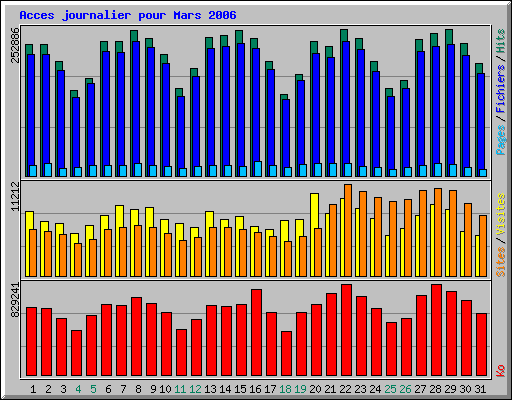 Acces journalier pour Mars 2006
252886
Pages / Fichiers / Hits
11212
Sites / Visites
829241
Ko
1 2 3 4 5 6 7 8 9 10 11 12 13 14 15 16 17 18 19 20 21 22 23 24 25 26 27 28 29 30 31